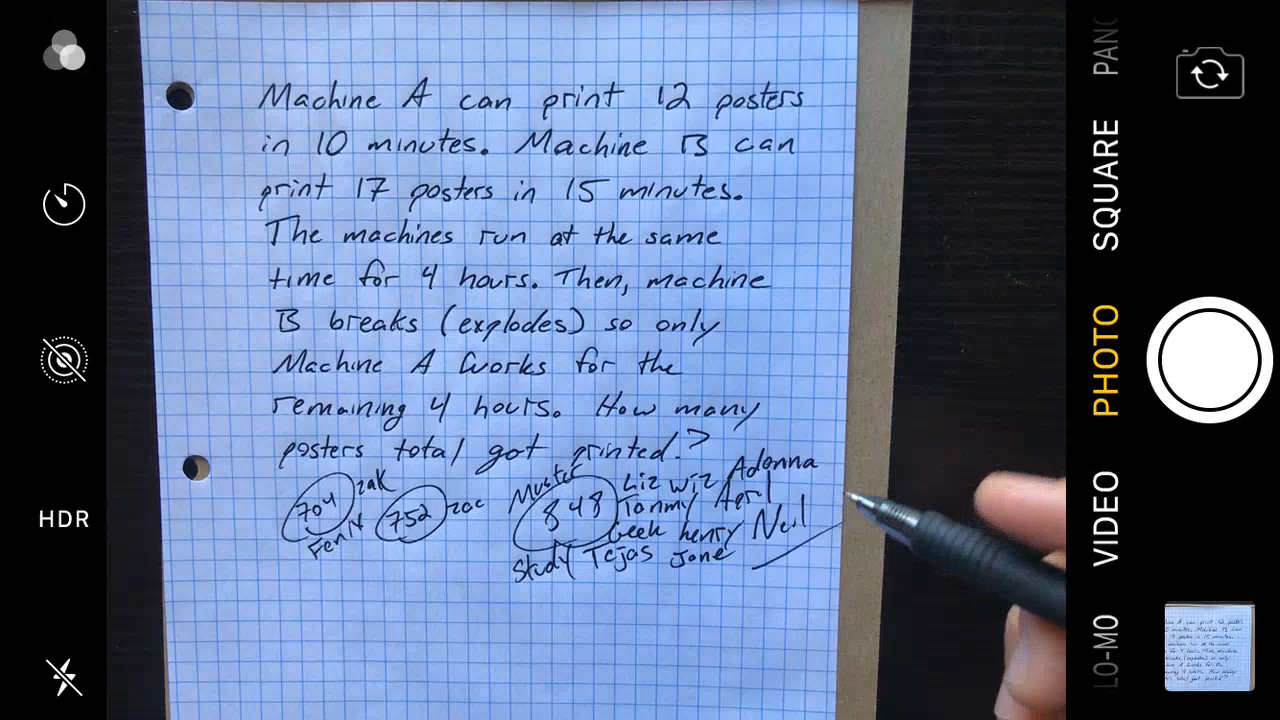 Machine A can print 12 posters
in 10 minutes. Machine B can
print 17 posters in 15 minutes.
The machines run at the same
time for 4 hours. Then, machine
B breaks (explodes) so only
Machine A works for the
remaining 4 hours. How many
posters total got printed?
704 zak Fenix
752 zac
Muster 848 Liz Wiz Adonna
Tommy April
Geek henry Neil
Study Tejas Jane
HDR
PANO
SQUARE
PHOTO
VIDEO
SLO-MO